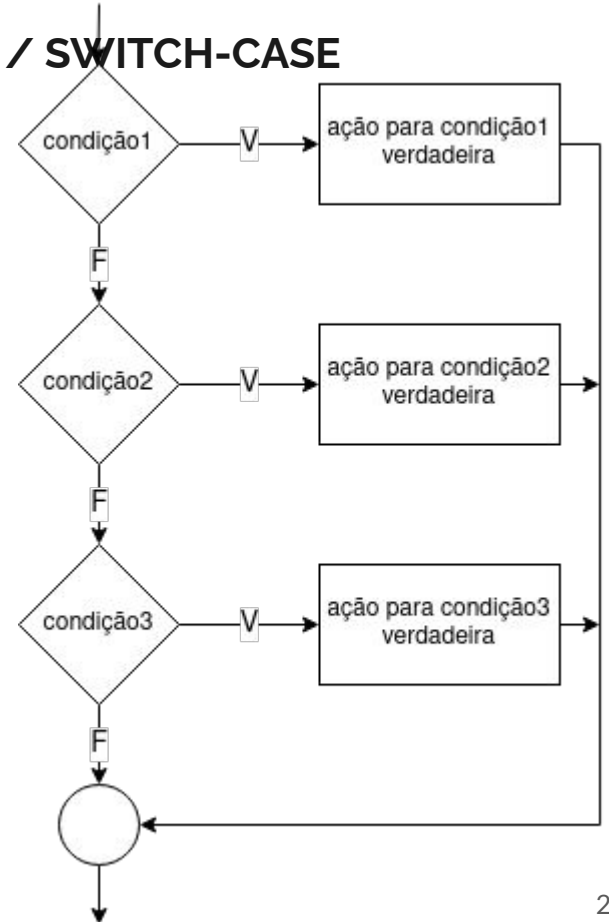 / SWITCH-CASE
condição1
V
ação para condição1
verdadeira
F
condição2
V
ação para condição2
verdadeira
F
condição3
V
ação para condição3
verdadeira
F
2